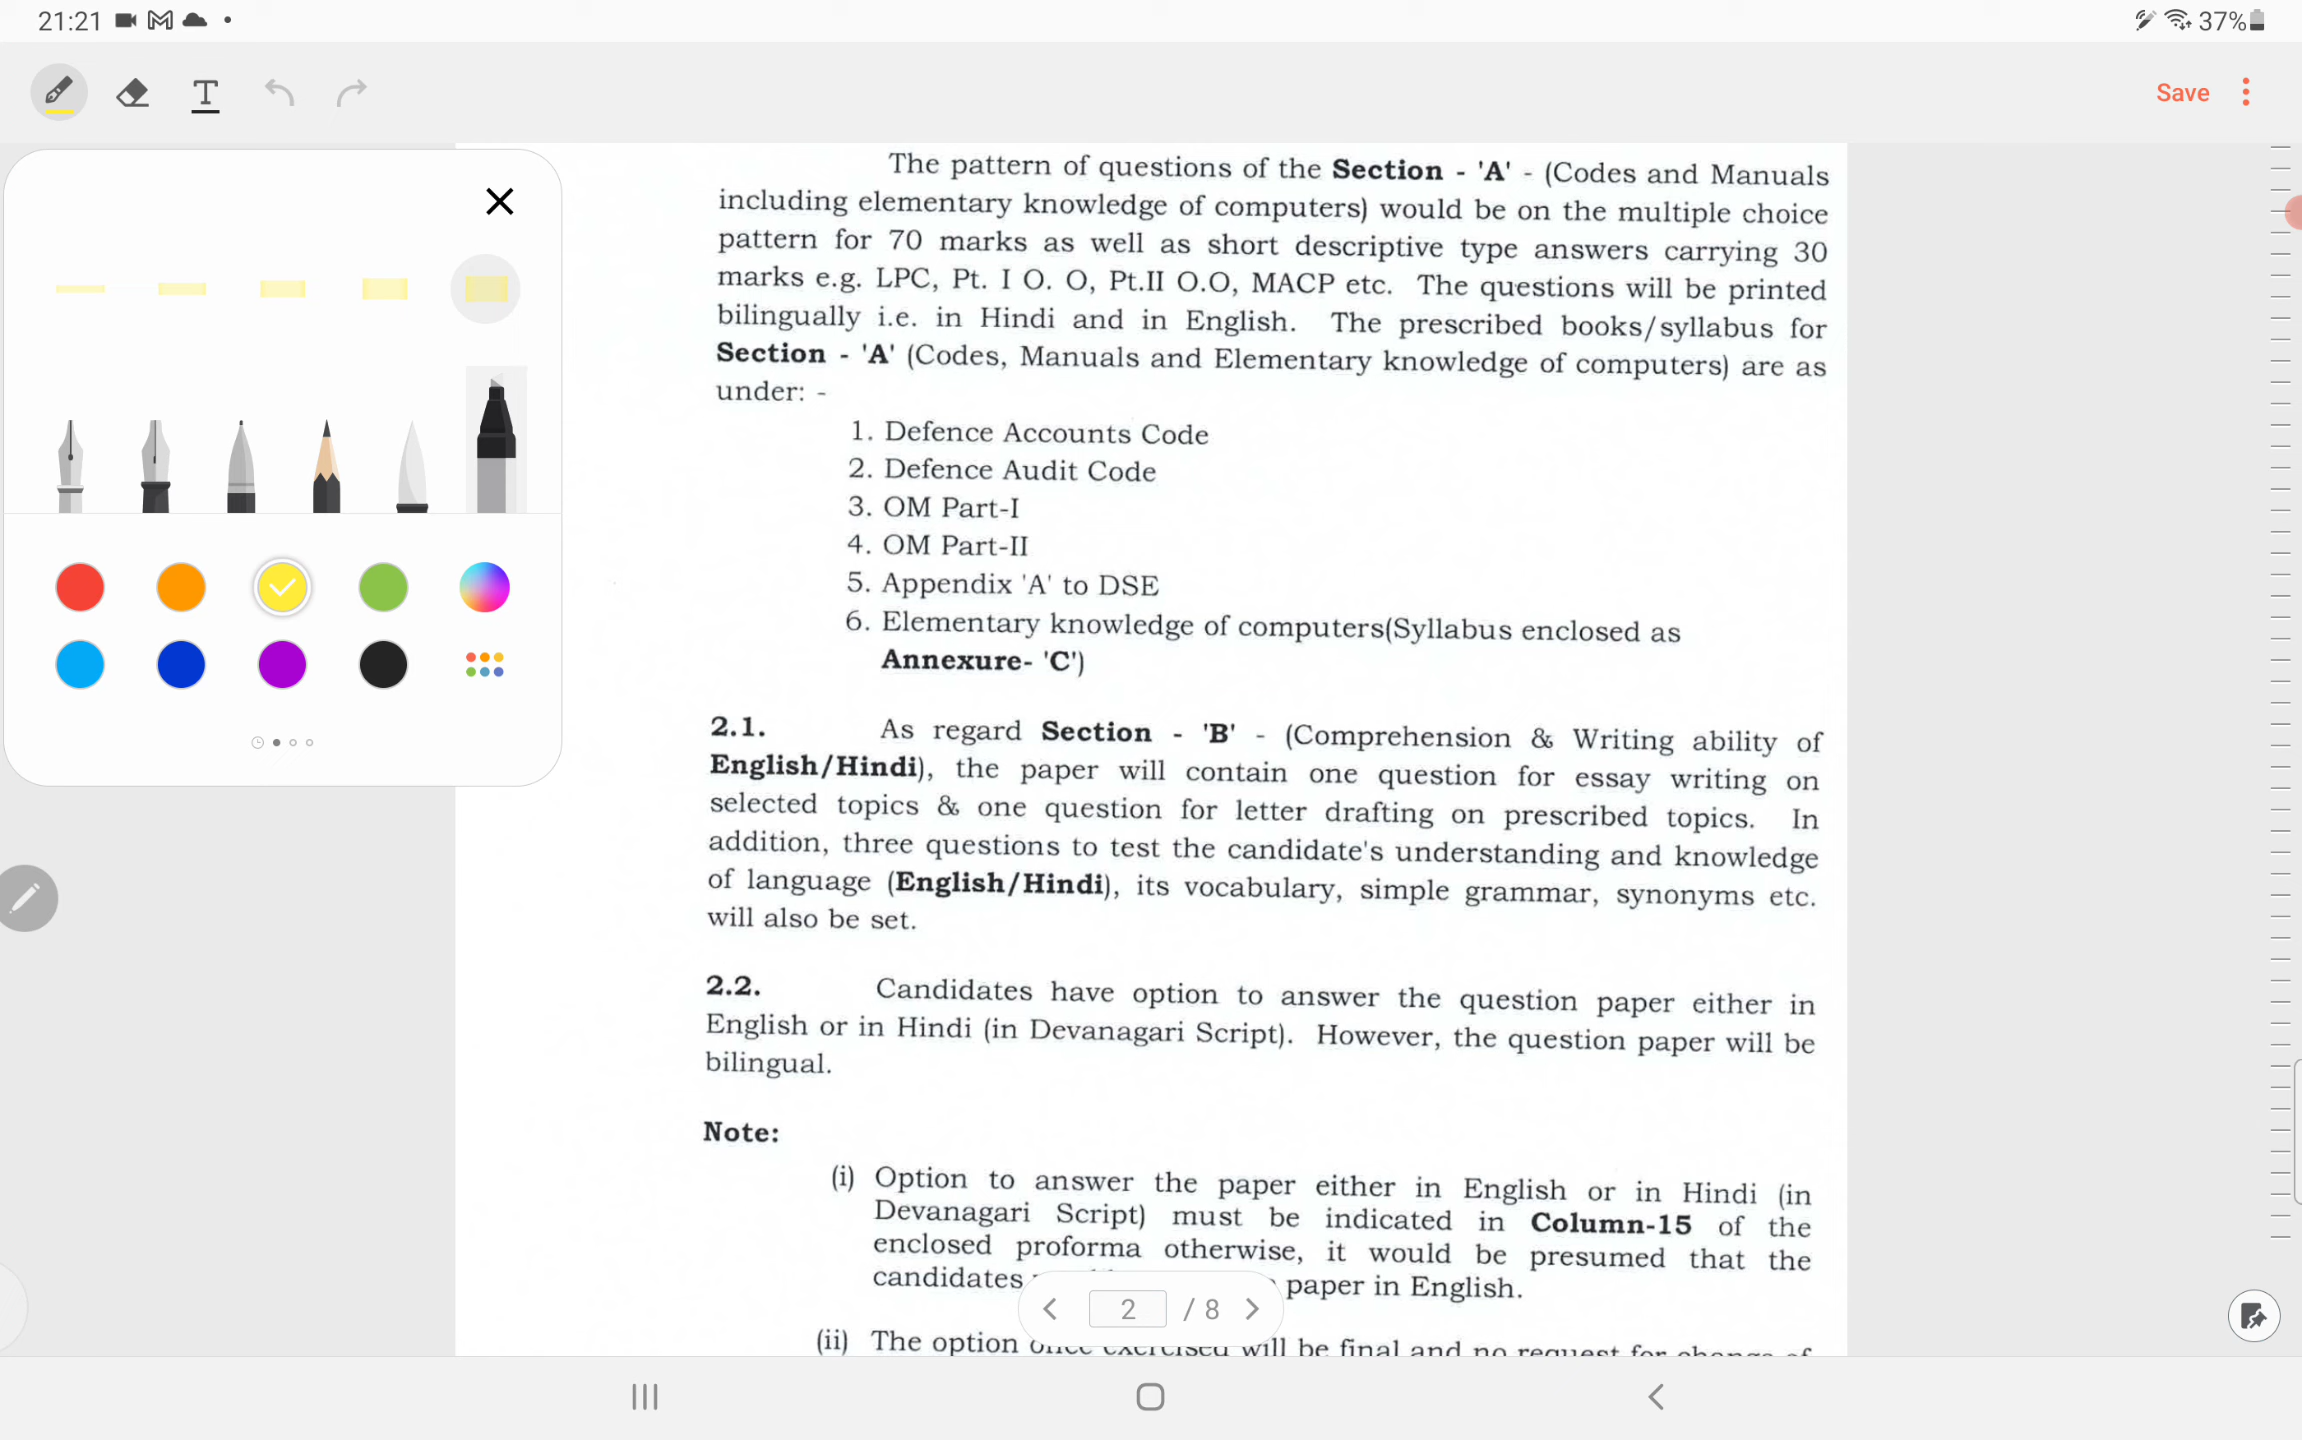 21:21
37%
Save
The pattern of questions of the Section - 'A' - (Codes and Manuals
including elementary knowledge of computers) would be on the multiple choice
pattern for 70 marks as well as short descriptive type answers carrying 30
marks e.g. LPC, Pt. I O. O, Pt.II O.O, MACP etc. The questions will be printed
bilingually i.e. in Hindi and in English. The prescribed books/syllabus for
Section - 'A' (Codes, Manuals and Elementary knowledge of computers) are as
under: -
1. Defence Accounts Code
2. Defence Audit Code
3. OM Part-I
4. OM Part-II
5. Appendix 'A' to DSE
6. Elementary knowledge of computers(Syllabus enclosed as
Annexure- 'C')
2.1. As regard Section - 'B' - (Comprehension & Writing ability of
English/Hindi), the paper will contain one question for essay writing on
selected topics & one question for letter drafting on prescribed topics. In
addition, three questions to test the candidate's understanding and knowledge
of language (English/Hindi), its vocabulary, simple grammar, synonyms etc.
will also be set.
2.2. Candidates have option to answer the question paper either in
English or in Hindi (in Devanagari Script). However, the question paper will be
bilingual.
Note:
(i) Option to answer the paper either in English or in Hindi (in
Devanagari Script) must be indicated in Column-15 of the
enclosed proforma otherwise, it would be presumed that the
candidates paper in English.
2 / 8
(ii) The option once exercised will be final and no request for change of